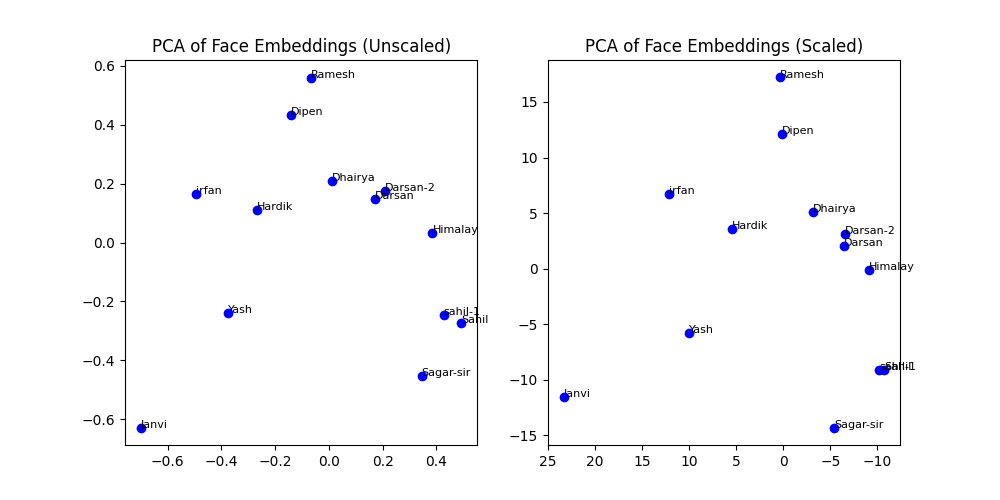 PCA of Face Embeddings (Unscaled)
0.6
0.4
0.2
0.0
−0.2
−0.4
−0.6
Ramesh
Dipen
Dhairya
Darsan-2
Darsan
irfan
Hardik
Himalay
Yash
sahil-1
Sahil
Sagar-sir
Janvi
−0.6 −0.4 −0.2 0.0 0.2 0.4
PCA of Face Embeddings (Scaled)
15
10
5
0
−5
−10
−15
Ramesh
Dipen
irfan
Dhairya
Hardik
Darsan-2
Darsan
Himalay
Yash
Janvi
Sagar-sir
25 20 15 10 5 0 −5 −10